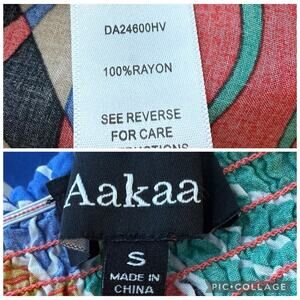 DA24600HV
100%RAYON
SEE REVERSE
FOR CARE
Aakaa
S
MADE IN
CHINA
PIC•COLLAGE